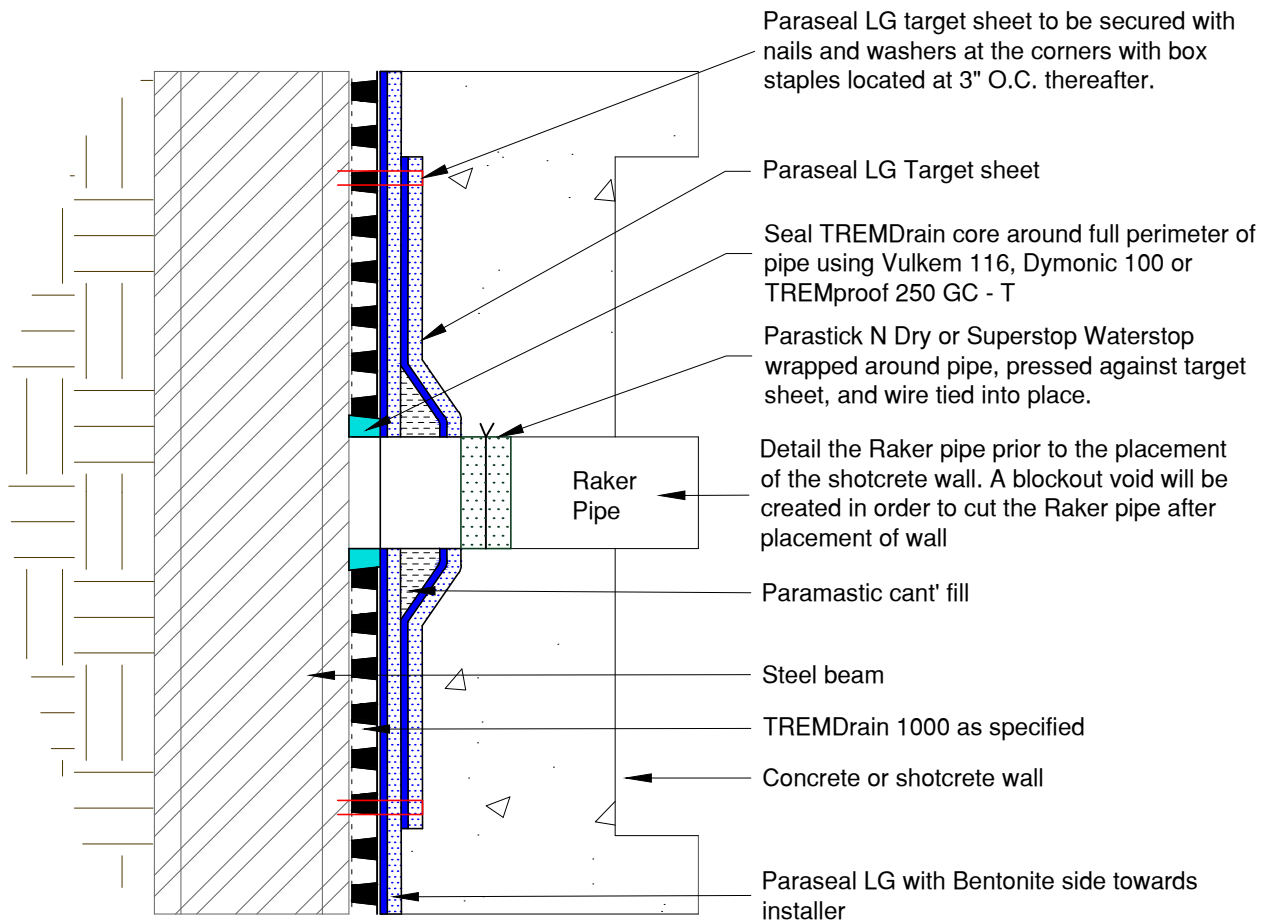 Paraseal LG target sheet to be secured with
nails and washers at the corners with box
staples located at 3" O.C. thereafter.
Paraseal LG Target sheet
Seal TREMDrain core around full perimeter of
pipe using Vulkem 116, Dymonic 100 or
TREMproof 250 GC - T
Parastick N Dry or Superstop Waterstop
wrapped around pipe, pressed against target
sheet, and wire tied into place.
Detail the Raker pipe prior to the placement
of the shotcrete wall. A blockout void will be
created in order to cut the Raker pipe after
placement of wall
Raker
Pipe
Paramastic cant' fill
Steel beam
TREMDrain 1000 as specified
Concrete or shotcrete wall
Paraseal LG with Bentonite side towards
installer